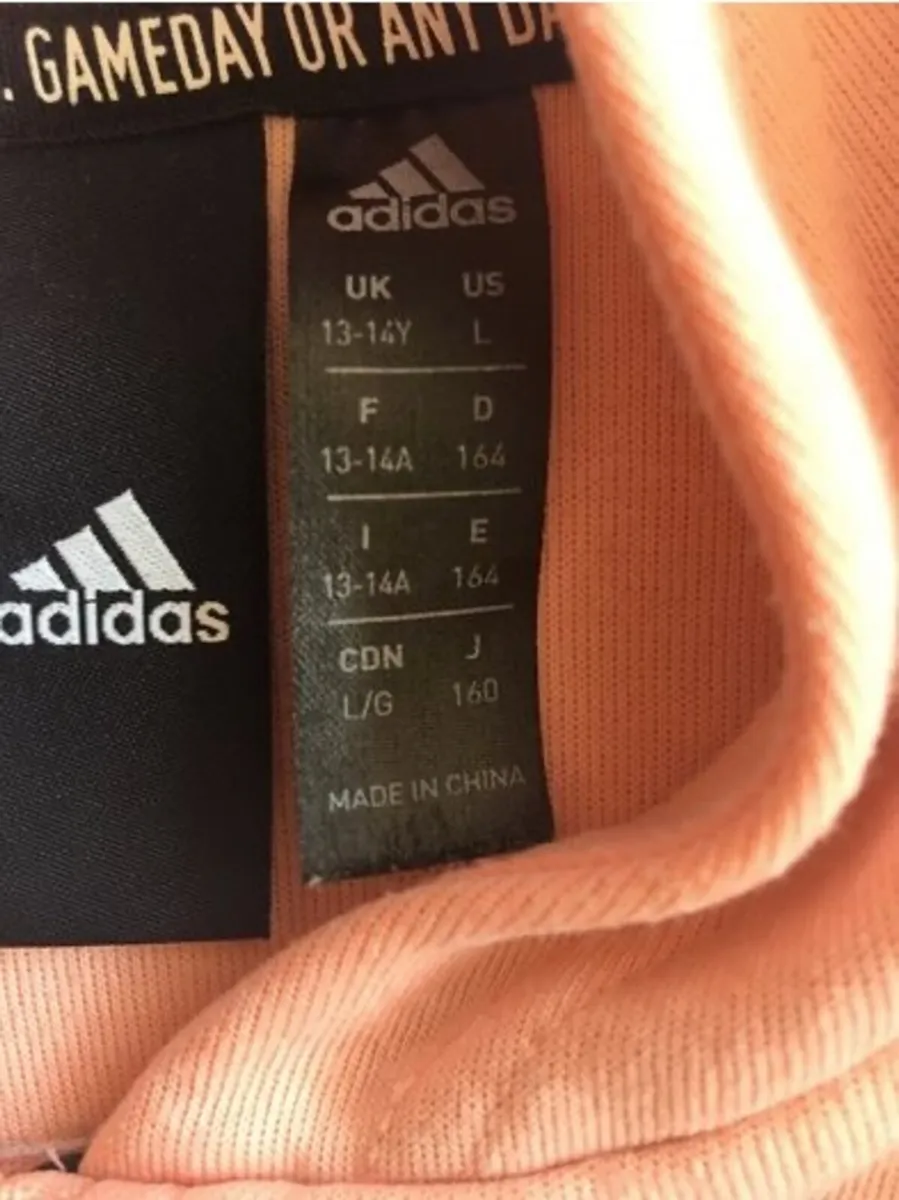 . GAMEDAY OR ANY DA
adidas
UK US
13-14Y L
F D
13-14A 164
I E
13-14A 164
CDN J
L/G 160
MADE IN CHINA
adidas